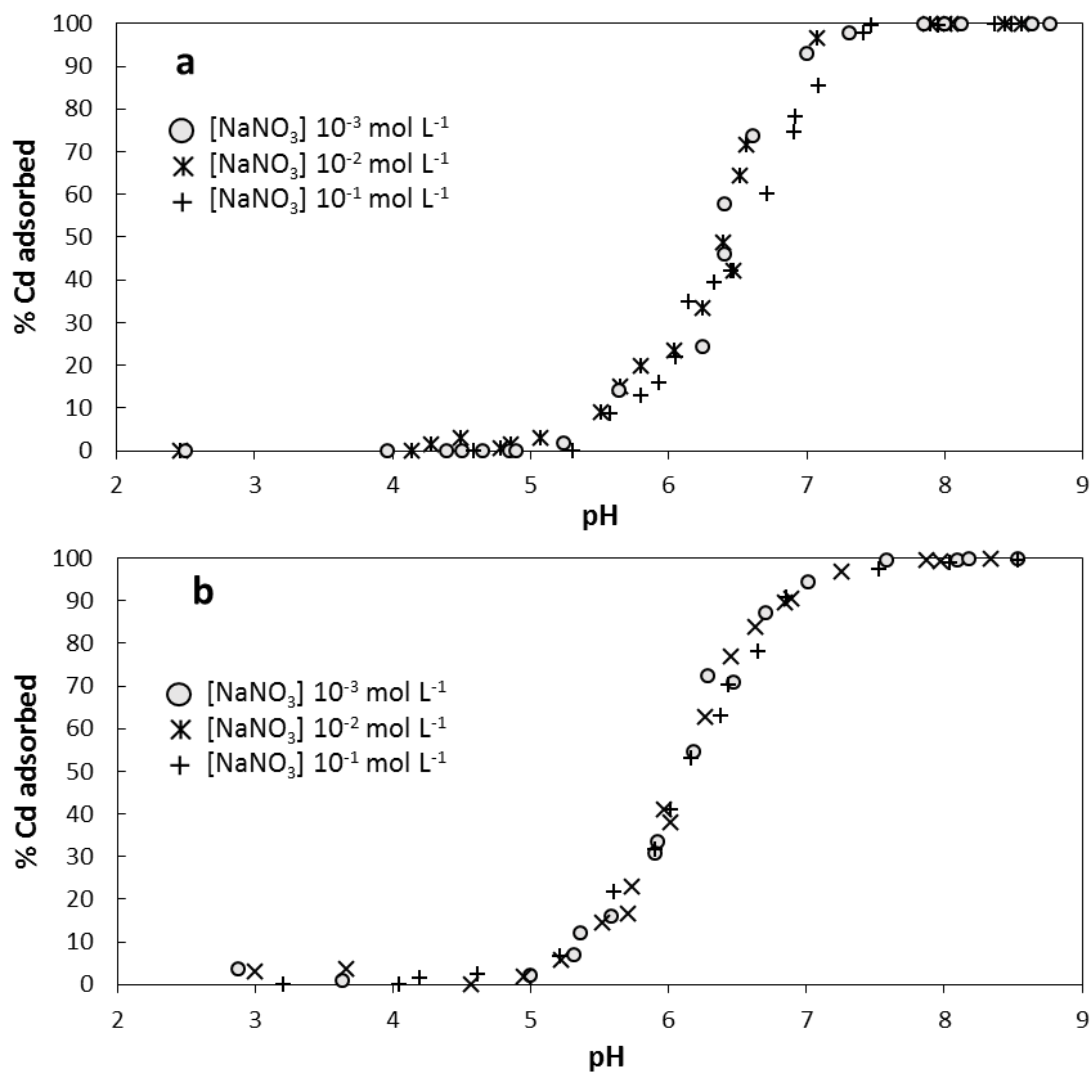 100
90
80
70
60
50
40
30
20
10
0
% Cd adsorbed
a
[NaNO₃] 10⁻³ mol L⁻¹
[NaNO₃] 10⁻² mol L⁻¹
[NaNO₃] 10⁻¹ mol L⁻¹
2 3 4 5 6 7 8 9
pH
100
90
80
70
60
50
40
30
20
10
0
% Cd adsorbed
b
[NaNO₃] 10⁻³ mol L⁻¹
[NaNO₃] 10⁻² mol L⁻¹
[NaNO₃] 10⁻¹ mol L⁻¹
2 3 4 5 6 7 8 9
pH